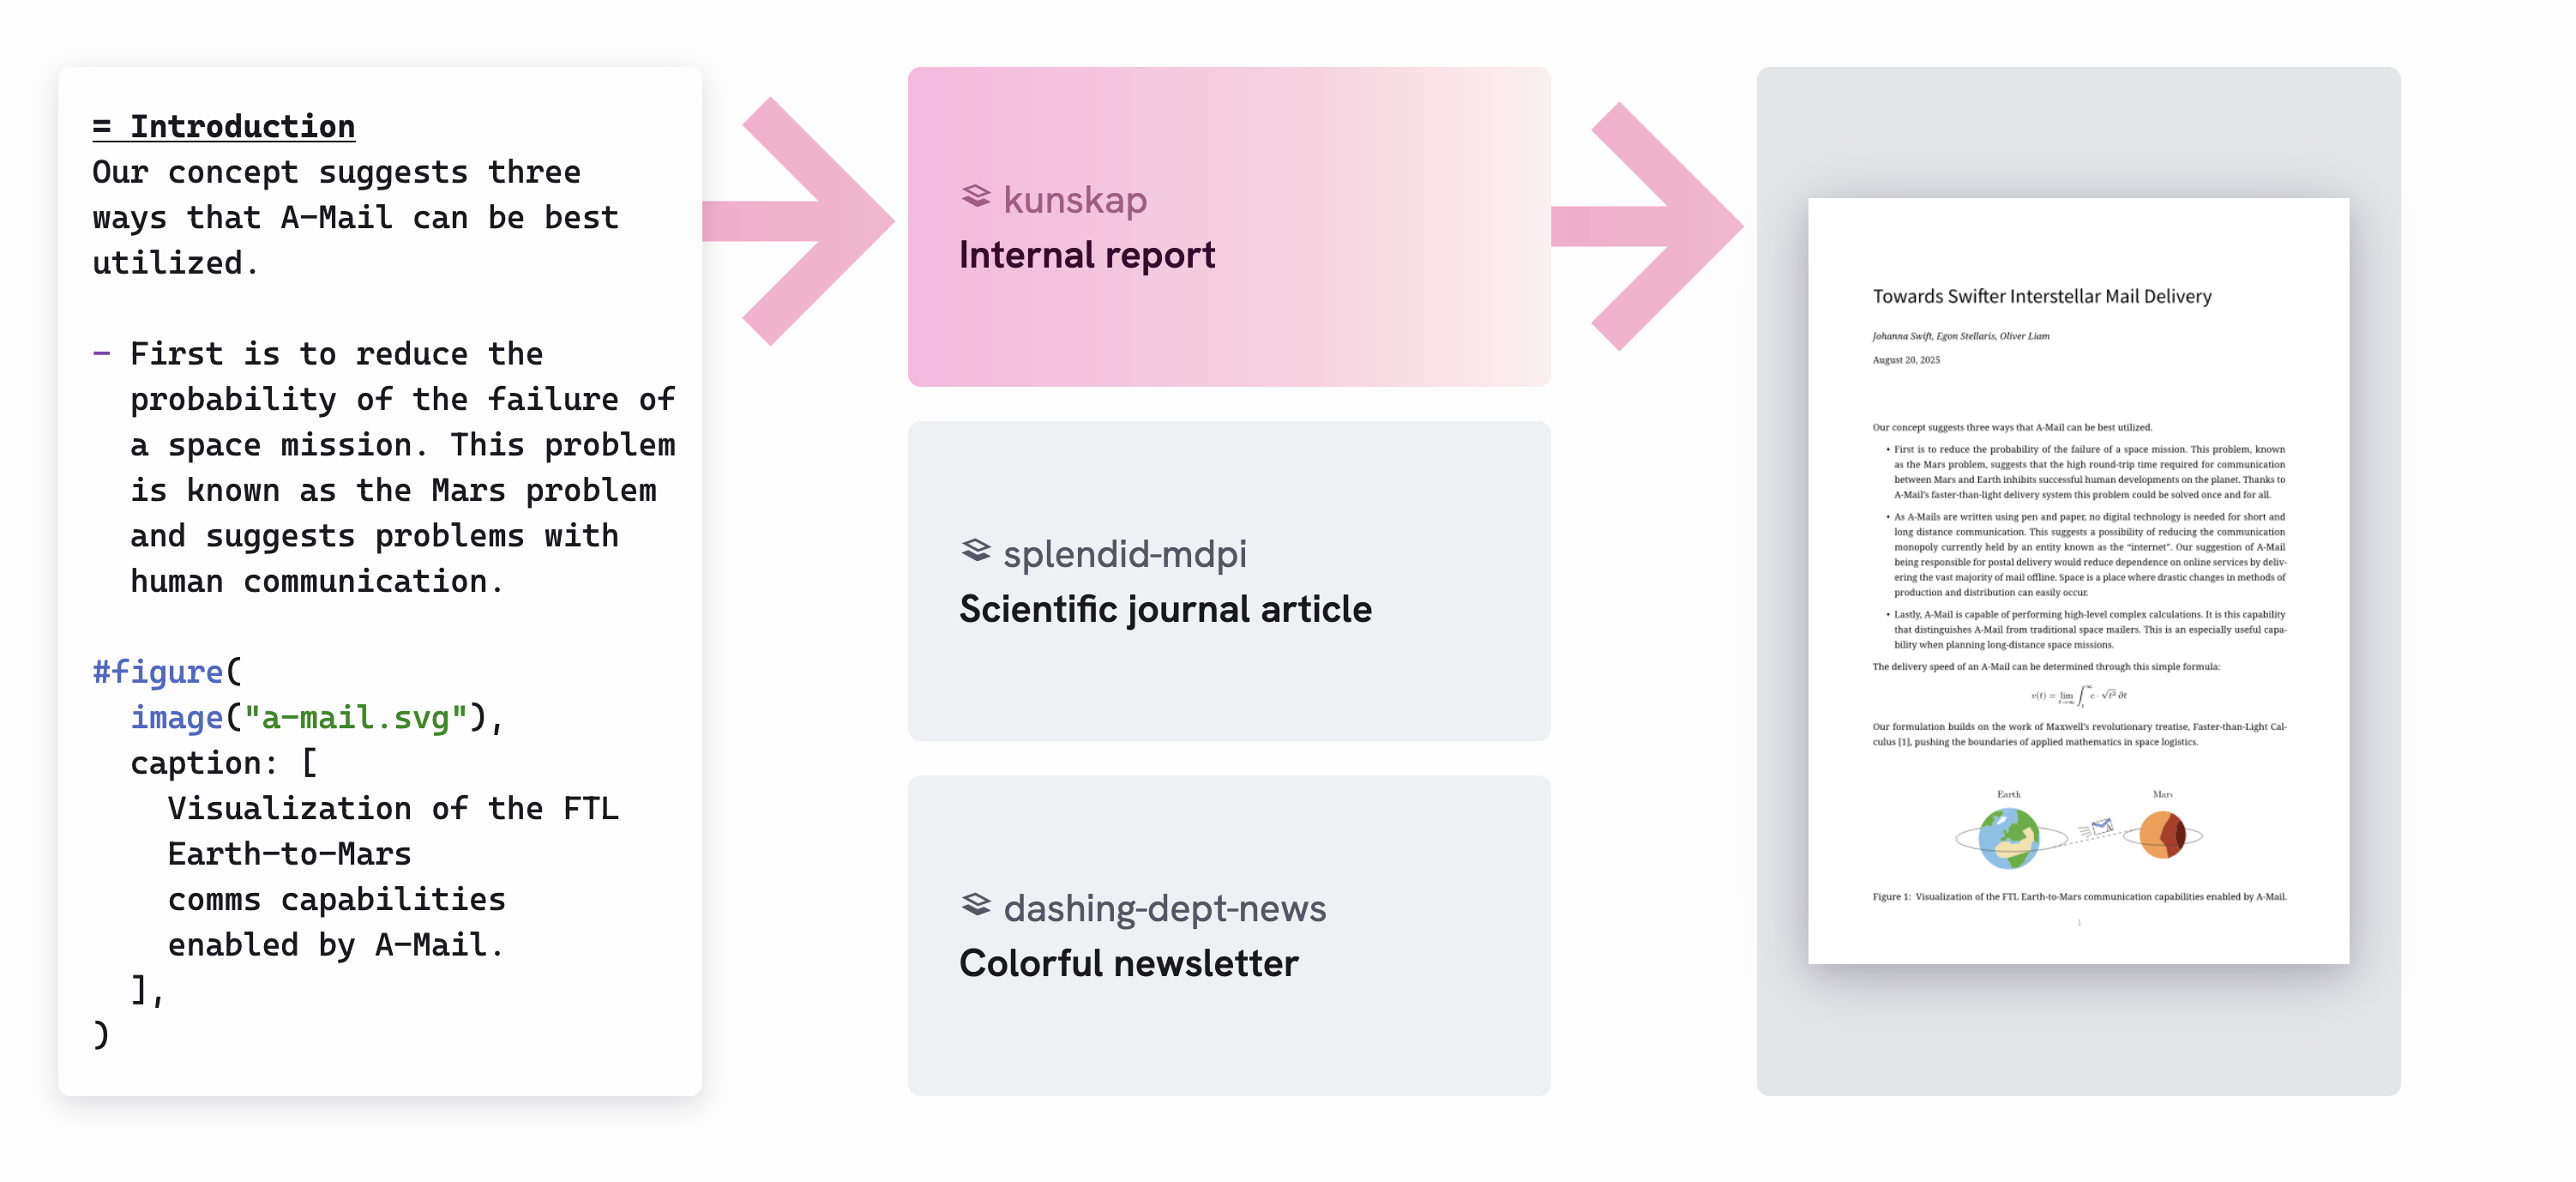 = Introduction
Our concept suggests three
ways that A-Mail can be best
utilized.
- First is to reduce the
probability of the failure of
a space mission. This problem
is known as the Mars problem
and suggests problems with
human communication.
#figure(
image("a-mail.svg"),
caption: [
Visualization of the FTL
Earth-to-Mars
comms capabilities
enabled by A-Mail.
],
)
kunskap
Internal report
splendid-mdpi
Scientific journal article
dashing-dept-news
Colorful newsletter
Towards Swifter Interstellar Mail Delivery
Johanna Swift, Egon Stellaris, Oliver Liam
August 20, 2025
Our concept suggests three ways that A-Mail can be best utilized.
• First is to reduce the probability of the failure of a space mission. This problem, known
as the Mars problem, suggests that the high round-trip time required for communication
between Mars and Earth inhibits successful human developments on the planet. Thanks to
A-Mail's faster-than-light delivery system this problem could be solved once and for all.
• As A-Mails are written using pen and paper, no digital technology is needed for short and
long distance communication. This suggests a possibility of reducing the communication
monopoly currently held by an entity known as the “internet”. Our suggestion of A-Mail
being responsible for postal delivery would reduce dependence on online services by deliv-
ering the vast majority of mail offline. Space is a place where drastic changes in methods of
production and distribution can easily occur.
• Lastly, A-Mail is capable of performing high-level complex calculations. It is this capability
that distinguishes A-Mail from traditional space mailers. This is an especially useful capa-
bility when planning long-distance space missions.
The delivery speed of an A-Mail can be determined through this simple formula:
v(t) = lim t→∞ ∫ t ∞ c · √t² ∂t
Our formulation builds on the work of Maxwell's revolutionary treatise, Faster-than-Light Cal-
culus [1], pushing the boundaries of applied mathematics in space logistics.
Earth Mars
Figure 1: Visualization of the FTL Earth-to-Mars communication capabilities enabled by A-Mail.
1